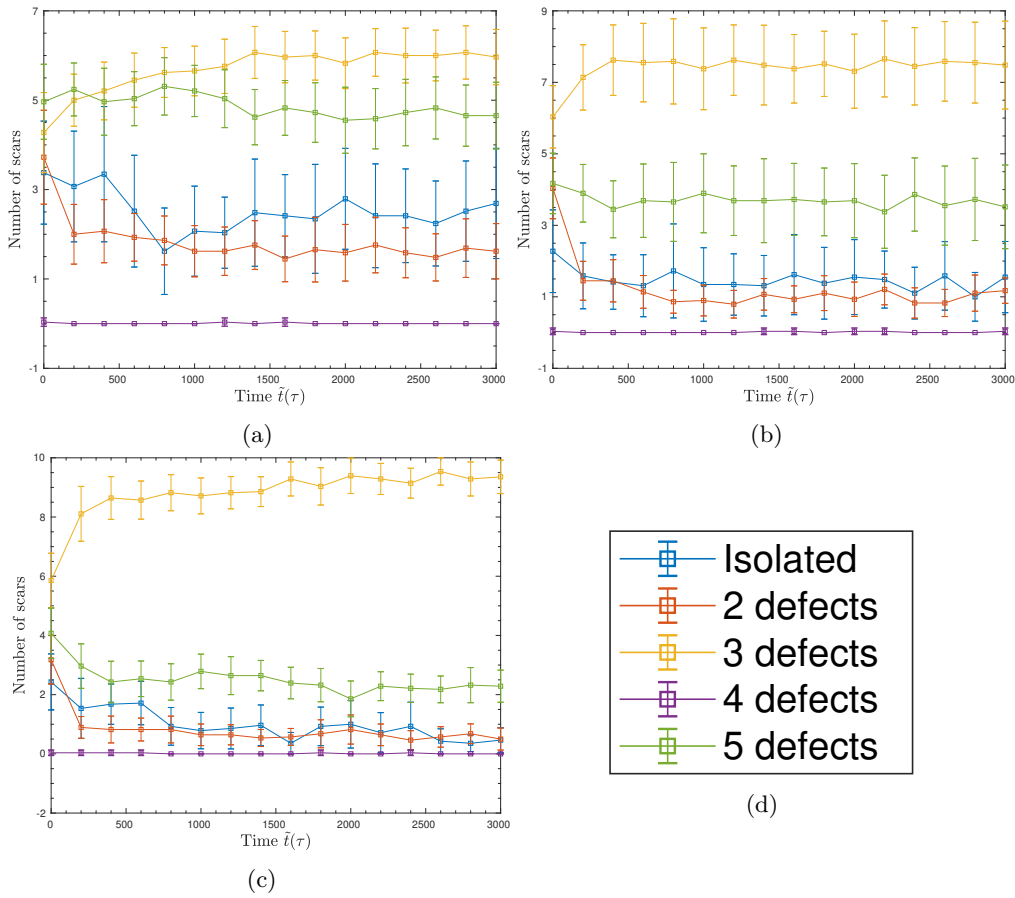 7
5
3
1
-1
Number of scars
0 500 1000 1500 2000 2500 3000
Time t̃(τ)
(a)
9
7
5
3
1
-1
Number of scars
0 500 1000 1500 2000 2500 3000
Time t̃(τ)
(b)
10
8
6
4
2
0
-2
Number of scars
0 500 1000 1500 2000 2500 3000
Time t̃(τ)
(c)
Isolated
2 defects
3 defects
4 defects
5 defects
(d)